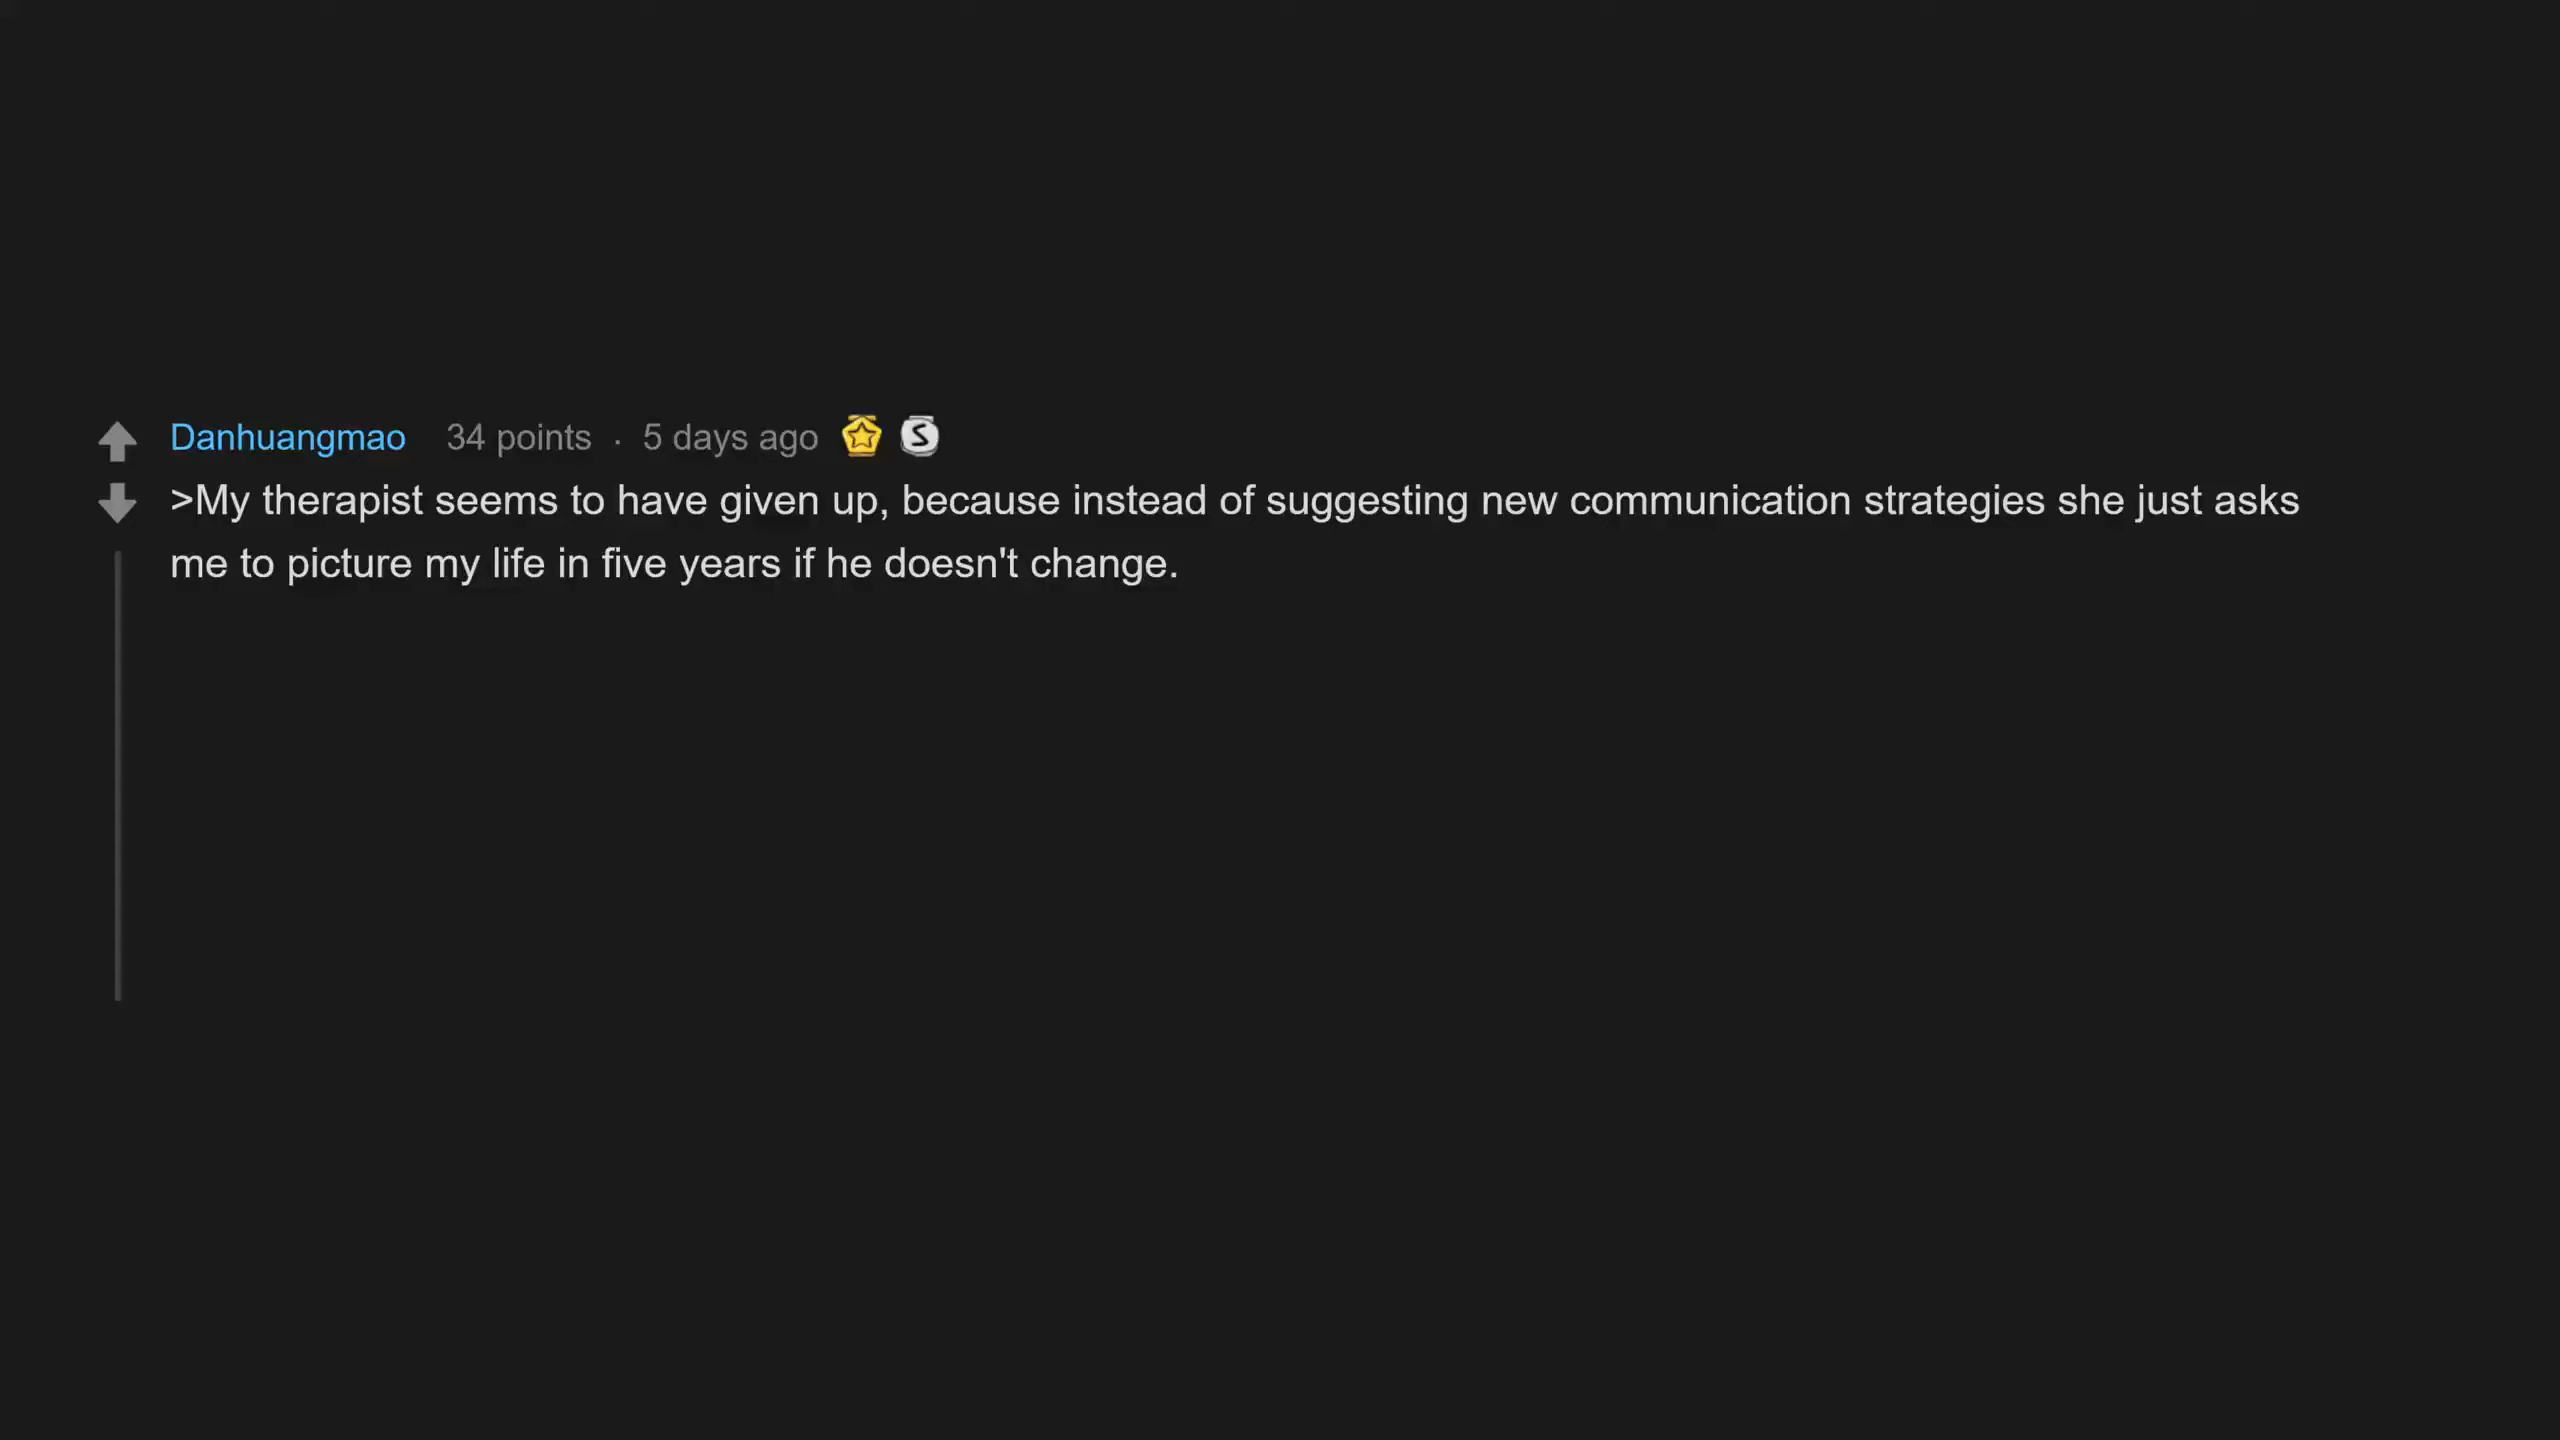 Danhuangmao 34 points · 5 days ago
>My therapist seems to have given up, because instead of suggesting new communication strategies she just asks
me to picture my life in five years if he doesn't change.